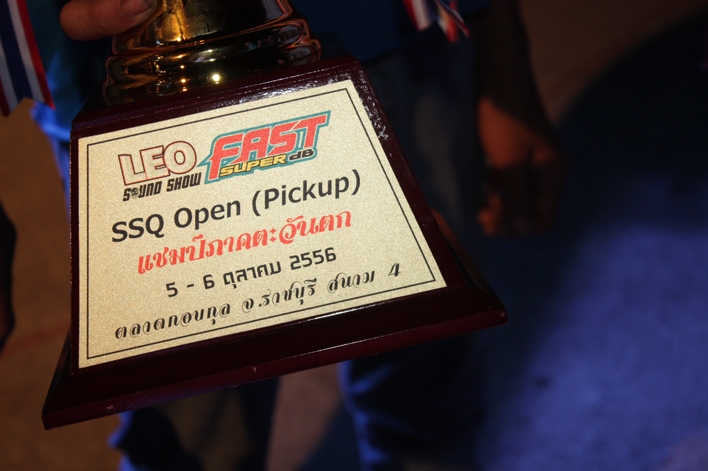 LEO FAST
SOUND SHOW SUPER dB
SSQ Open (Pickup)
แชมป์ภาคตะวันตก
5 - 6 ตุลาคม 2556
ตลาดกอบกุล จ.ราชบุรี สนาม 4